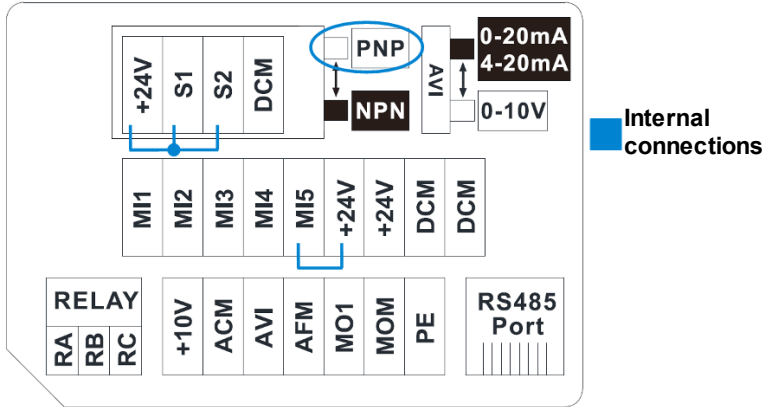 +24V S1 S2 DCM
PNP
NPN
AVI
0-20mA
4-20mA
0-10V
Internal
connections
MI1 MI2 MI3 MI4 MI5 +24V +24V DCM DCM
RELAY
RA RB RC
+10V ACM AVI AFM MO1 MOM PE
RS485
Port